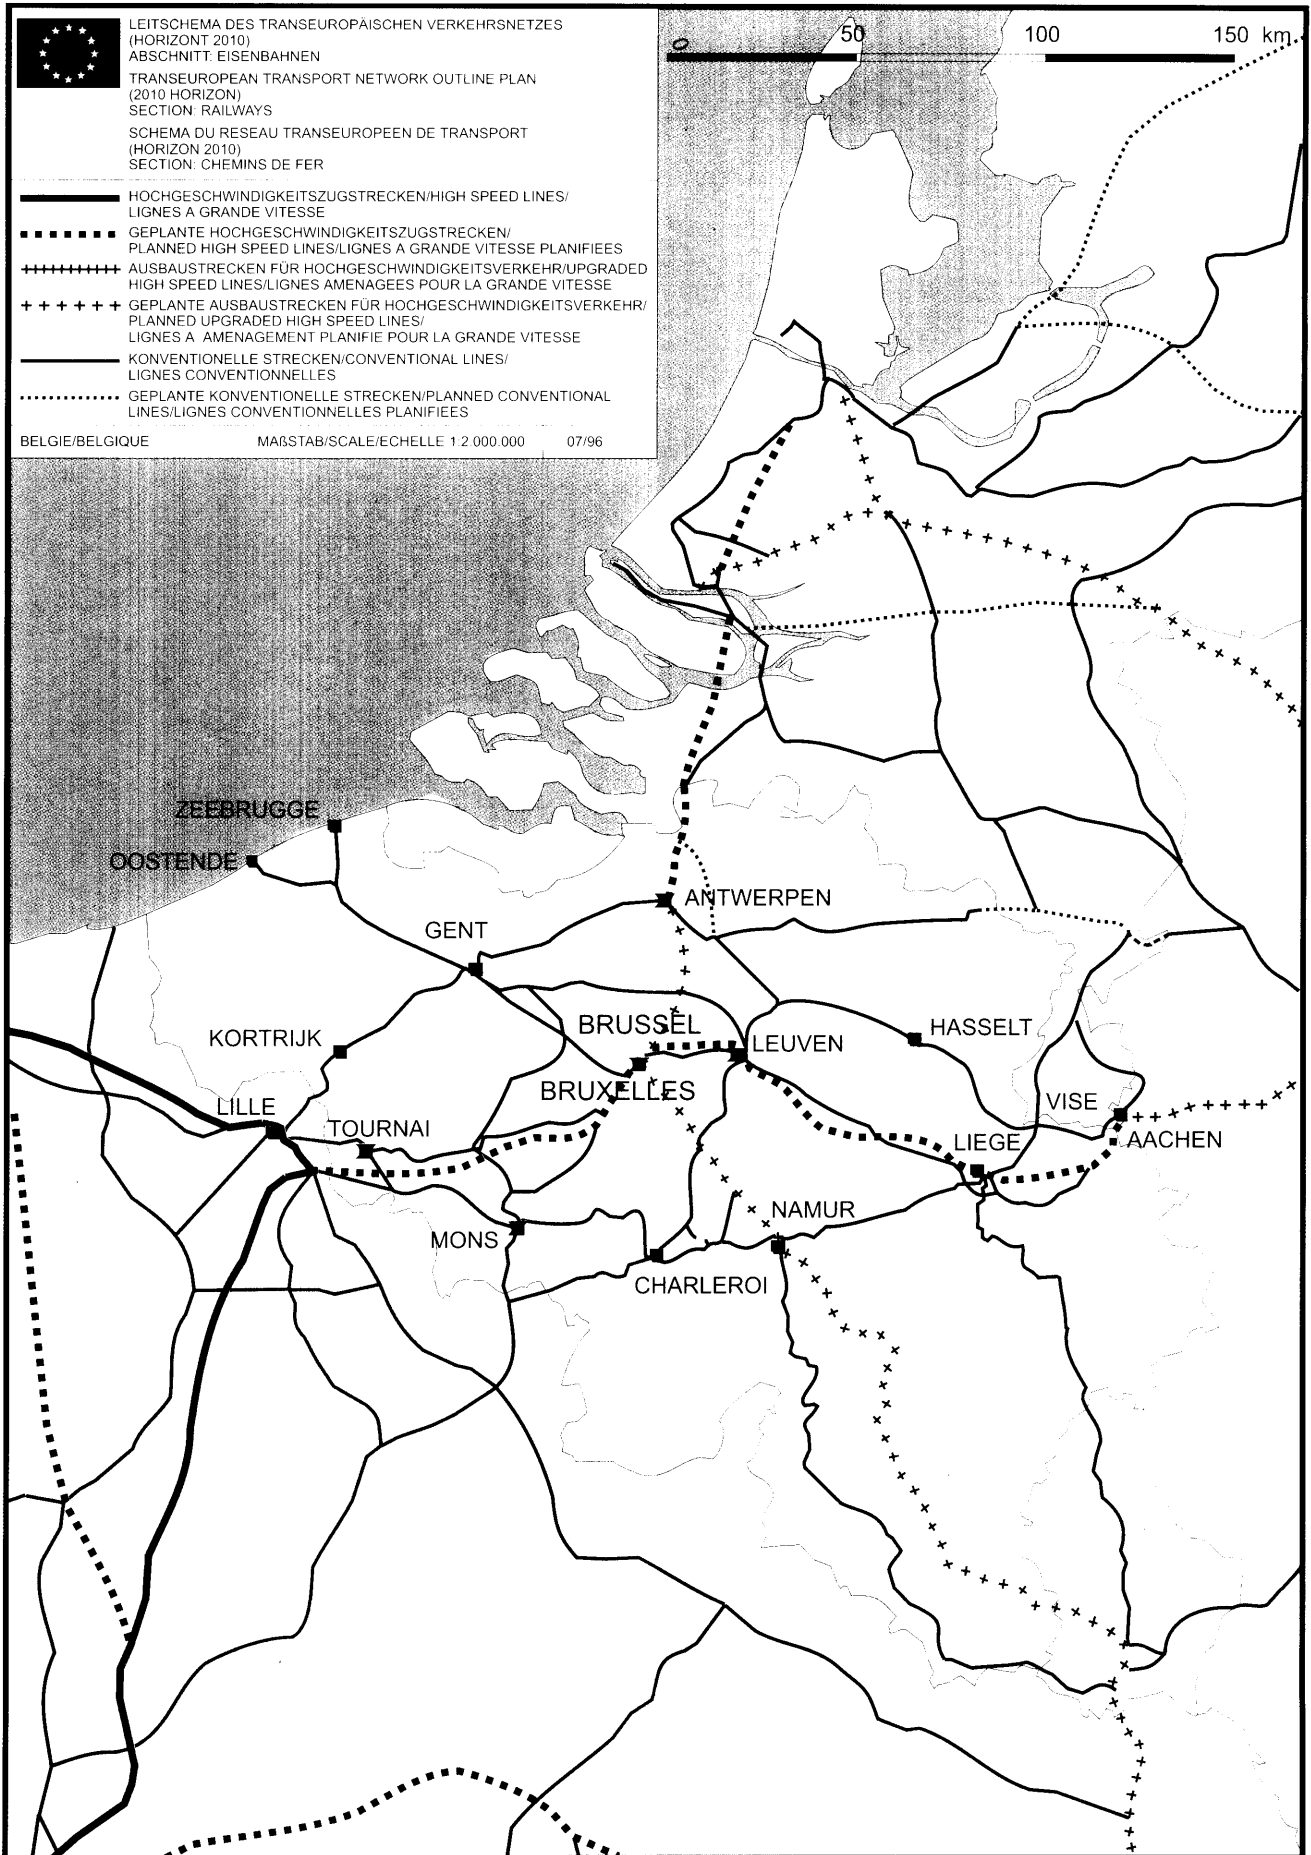 LEITSCHEMA DES TRANSEUROPÄISCHEN VERKEHRSNETZES
(HORIZONT 2010)
ABSCHNITT: EISENBAHNEN
TRANSEUROPEAN TRANSPORT NETWORK OUTLINE PLAN
(2010 HORIZON)
SECTION: RAILWAYS
SCHEMA DU RESEAU TRANSEUROPEEN DE TRANSPORT
(HORIZON 2010)
SECTION: CHEMINS DE FER
HOCHGESCHWINDIGKEITSZUGSTRECKEN/HIGH SPEED LINES/
LIGNES A GRANDE VITESSE
GEPLANTE HOCHGESCHWINDIGKEITSZUGSTRECKEN/
PLANNED HIGH SPEED LINES/LIGNES A GRANDE VITESSE PLANIFIEES
AUSBAUSTRECKEN FÜR HOCHGESCHWINDIGKEITSVERKEHR/UPGRADED
HIGH SPEED LINES/LIGNES AMENAGEES POUR LA GRANDE VITESSE
GEPLANTE AUSBAUSTRECKEN FÜR HOCHGESCHWINDIGKEITSVERKEHR/
PLANNED UPGRADED HIGH SPEED LINES/
LIGNES A AMENAGEMENT PLANIFIE POUR LA GRANDE VITESSE
KONVENTIONELLE STRECKEN/CONVENTIONAL LINES/
LIGNES CONVENTIONNELLES
GEPLANTE KONVENTIONELLE STRECKEN/PLANNED CONVENTIONAL
LINES/LIGNES CONVENTIONNELLES PLANIFIEES
BELGIE/BELGIQUE MAßSTAB/SCALE/ECHELLE 1:2.000.000 07/96
0 50 100 150 km
ZEEBRUGGE
OOSTENDE
ANTWERPEN
GENT
BRUSSEL
HASSELT
KORTRIJK
LEUVEN
BRUXELLES
VISE
LILLE
TOURNAI
LIEGE
AACHEN
NAMUR
MONS
CHARLEROI